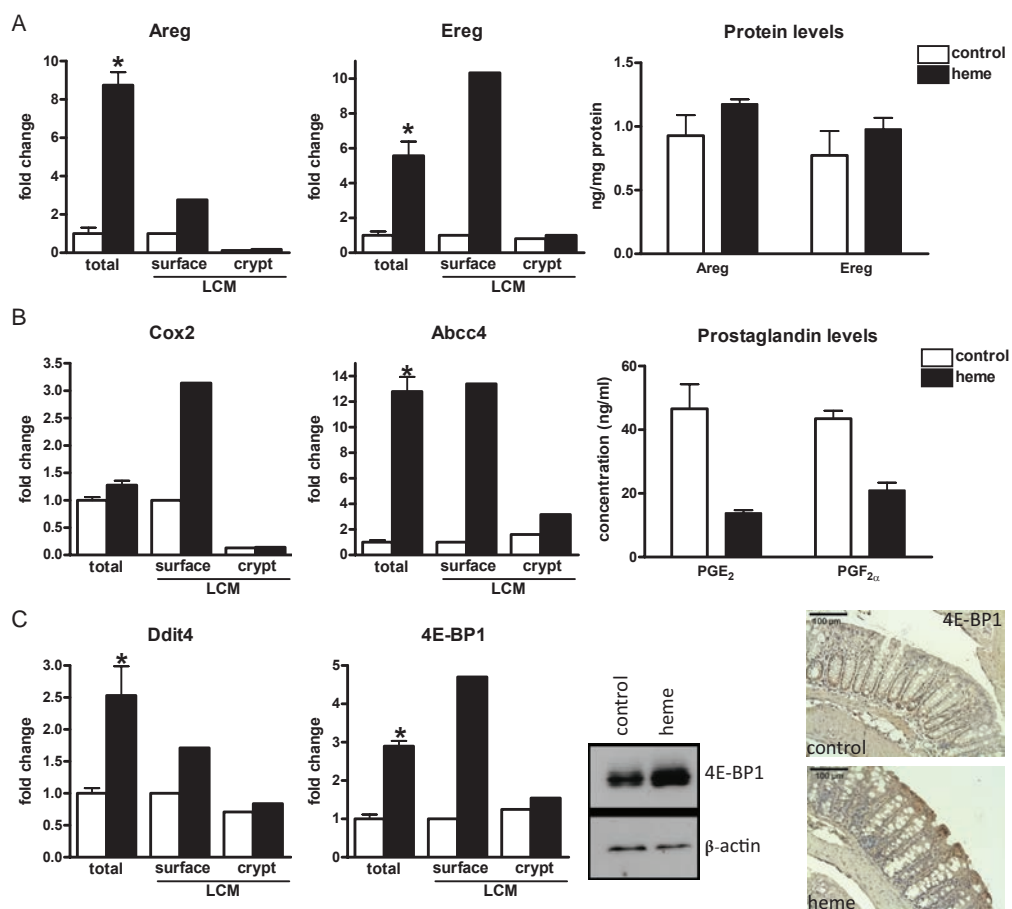 A
Areg
fold change
10
8
6
4
2
0
*
total
surface
crypt
LCM
Ereg
fold change
10
8
6
4
2
0
*
total
surface
crypt
LCM
Protein levels
control
heme
ng/mg protein
1.5
1.0
0.5
0.0
Areg
Ereg
B
Cox2
fold change
3.5
3.0
2.5
2.0
1.5
1.0
0.5
0.0
total
surface
crypt
LCM
Abcc4
fold change
14
12
10
8
6
4
2
0
*
total
surface
crypt
LCM
Prostaglandin levels
control
heme
concentration (ng/ml)
60
40
20
0
PGE₂
PGF₂α
C
Ddit4
fold change
3.0
2.5
2.0
1.5
1.0
0.5
0.0
*
total
surface
crypt
LCM
4E-BP1
fold change
5
4
3
2
1
0
*
total
surface
crypt
LCM
control
heme
4E-BP1
β-actin
100 µm
4E-BP1
control
100 µm
heme